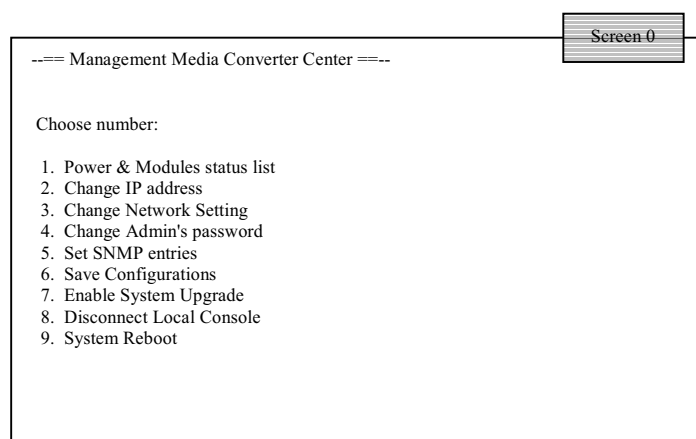 Screen 0
--== Management Media Converter Center ==--
Choose number:
1. Power & Modules status list
2. Change IP address
3. Change Network Setting
4. Change Admin's password
5. Set SNMP entries
6. Save Configurations
7. Enable System Upgrade
8. Disconnect Local Console
9. System Reboot